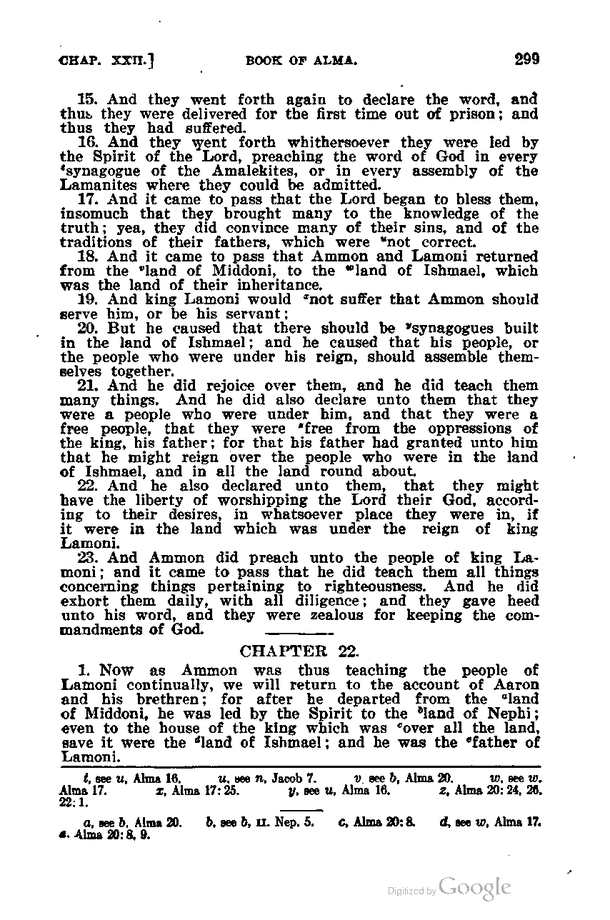 CHAP. XXII.] BOOK OF ALMA. 299
15. And they went forth again to declare the word, and
thus they were delivered for the first time out of prison; and
thus they had suffered.
16. And they went forth whithersoever they were led by
the Spirit of the Lord, preaching the word of God in every
ᵗsynagogue of the Amalekites, or in every assembly of the
Lamanites where they could be admitted.
17. And it came to pass that the Lord began to bless them,
insomuch that they brought many to the knowledge of the
truth; yea, they did convince many of their sins, and of the
traditions of their fathers, which were ᵘnot correct.
18. And it came to pass that Ammon and Lamoni returned
from the ᵛland of Middoni, to the ʷland of Ishmael, which
was the land of their inheritance.
19. And king Lamoni would ˣnot suffer that Ammon should
serve him, or be his servant;
20. But he caused that there should be ʸsynagogues built
in the land of Ishmael; and he caused that his people, or
the people who were under his reign, should assemble them-
selves together.
21. And he did rejoice over them, and he did teach them
many things. And he did also declare unto them that they
were a people who were under him, and that they were a
free people, that they were ᶻfree from the oppressions of
the king, his father; for that his father had granted unto him
that he might reign over the people who were in the land
of Ishmael, and in all the land round about.
22. And he also declared unto them, that they might
have the liberty of worshipping the Lord their God, accord-
ing to their desires, in whatsoever place they were in, if
it were in the land which was under the reign of king
Lamoni.
23. And Ammon did preach unto the people of king La-
moni; and it came to pass that he did teach them all things
concerning things pertaining to righteousness. And he did
exhort them daily, with all diligence; and they gave heed
unto his word, and they were zealous for keeping the com-
mandments of God.
CHAPTER 22.
1. Now as Ammon was thus teaching the people of
Lamoni continually, we will return to the account of Aaron
and his brethren; for after he departed from the ᵃland
of Middoni, he was led by the Spirit to the ᵇland of Nephi;
even to the house of the king which was ᶜover all the land,
save it were the ᵈland of Ishmael; and he was the ᵉfather of
Lamoni.
t, see u, Alma 16. u, see n, Jacob 7. v, see b, Alma 20. w, see w,
Alma 17. x, Alma 17:25. y, see u, Alma 16. z, Alma 20:24, 26.
22:1.
a, see b, Alma 20. b, see b, II. Nep. 5. c, Alma 20:8. d, see w, Alma 17.
e, Alma 20:8, 9.
Digitized by Google